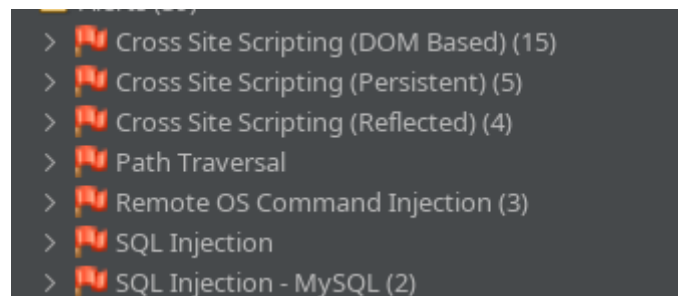 Cross Site Scripting (DOM Based) (15)
Cross Site Scripting (Persistent) (5)
Cross Site Scripting (Reflected) (4)
Path Traversal
Remote OS Command Injection (3)
SQL Injection
SQL Injection - MySQL (2)